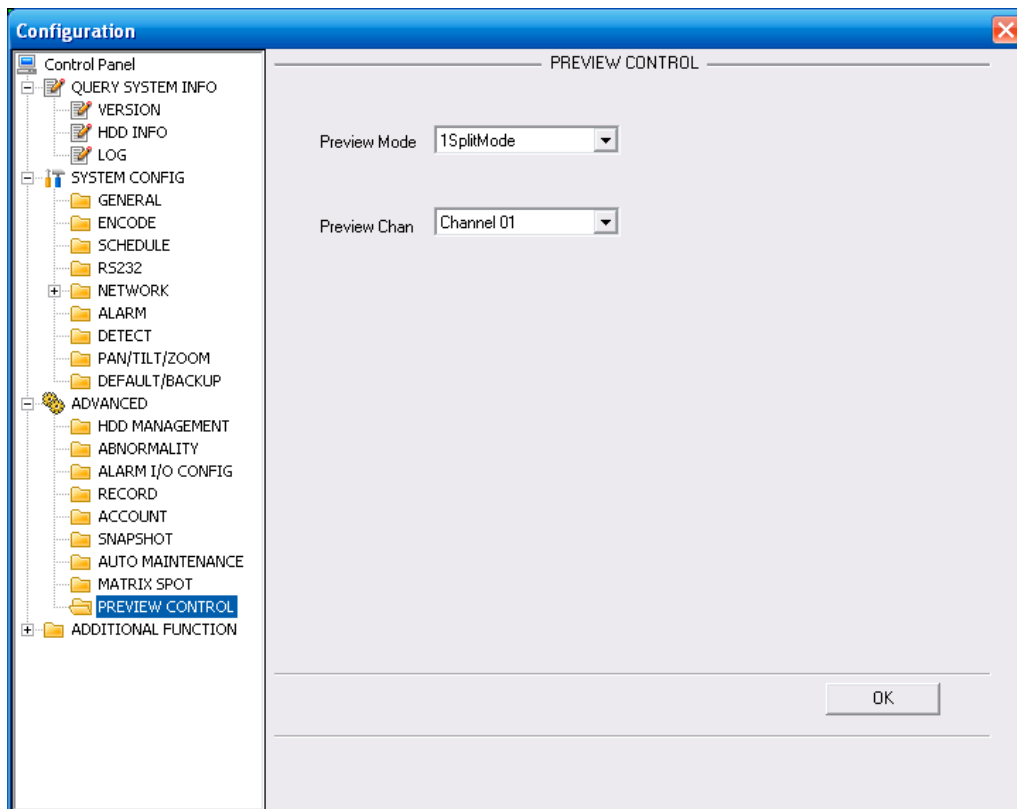 Configuration
Control Panel
QUERY SYSTEM INFO
VERSION
HDD INFO
LOG
SYSTEM CONFIG
GENERAL
ENCODE
SCHEDULE
RS232
NETWORK
ALARM
DETECT
PAN/TILT/ZOOM
DEFAULT/BACKUP
ADVANCED
HDD MANAGEMENT
ABNORMALITY
ALARM I/O CONFIG
RECORD
ACCOUNT
SNAPSHOT
AUTO MAINTENANCE
MATRIX SPOT
PREVIEW CONTROL
ADDITIONAL FUNCTION
PREVIEW CONTROL
Preview Mode 1SplitMode
Preview Chan Channel 01
OK